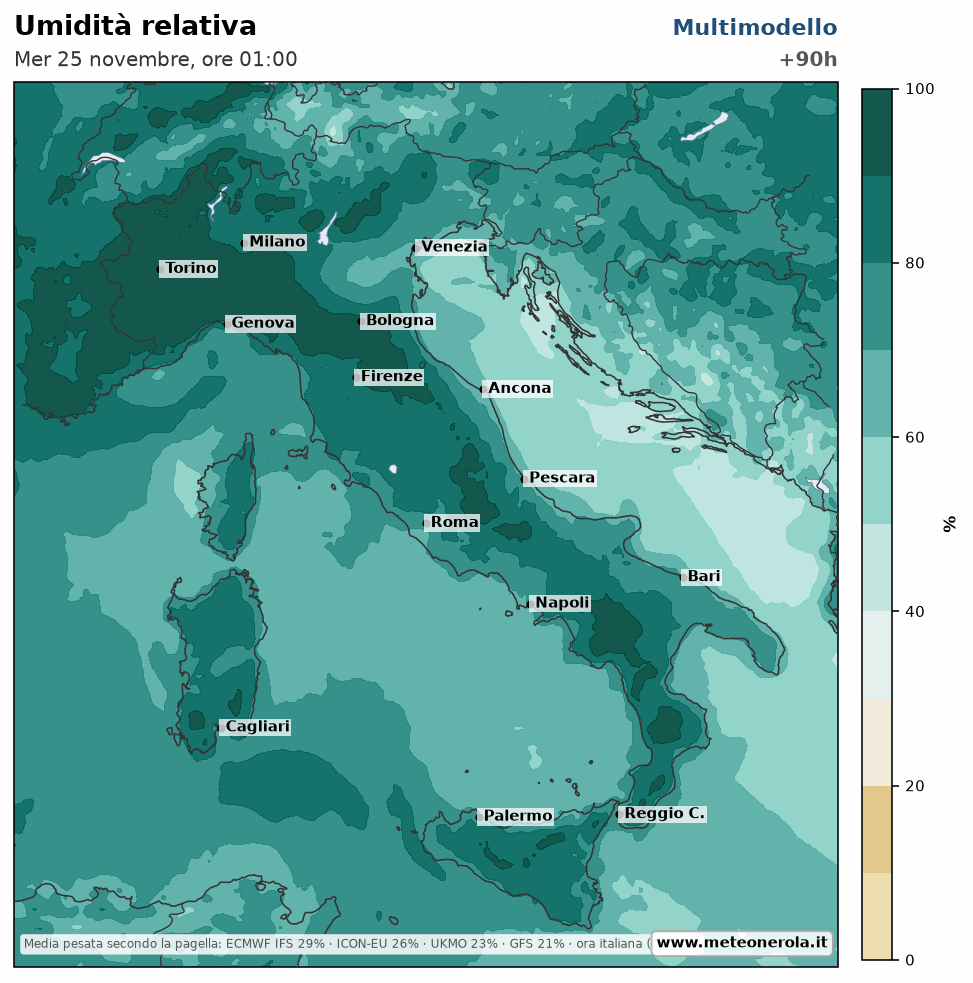 Umidità relativa
Multimodello
Mer 25 novembre, ore 01:00
+90h
100
80
60
40
20
0
%
Milano
Venezia
Torino
Genova
Bologna
Firenze
Ancona
Pescara
Roma
Bari
Napoli
Cagliari
Palermo
Reggio C.
Media pesata secondo la pagella: ECMWF IFS 29% · ICON-EU 26% · UKMO 23% · GFS 21% · ora italiana (
www.meteonerola.it